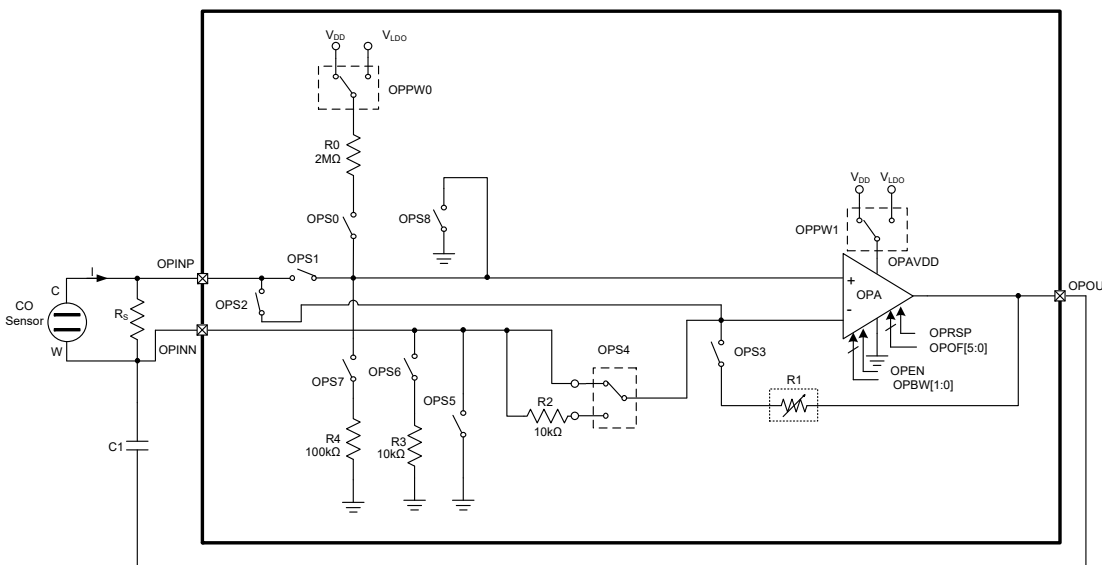 VDD VLDO
OPPW0
R0
2MΩ
OPS0
OPS8
VDD VLDO
OPPW1
OPAVDD
OPINP
OPS1
I
C
CO
Sensor
RS
W
OPS2
OPINN
+
OPA
-
OPOU
OPRSP
OPOF[5:0]
OPEN
OPBW[1:0]
OPS4
OPS3
OPS7
OPS6
OPS5
R1
R2
10kΩ
R4
100kΩ
R3
10kΩ
C1